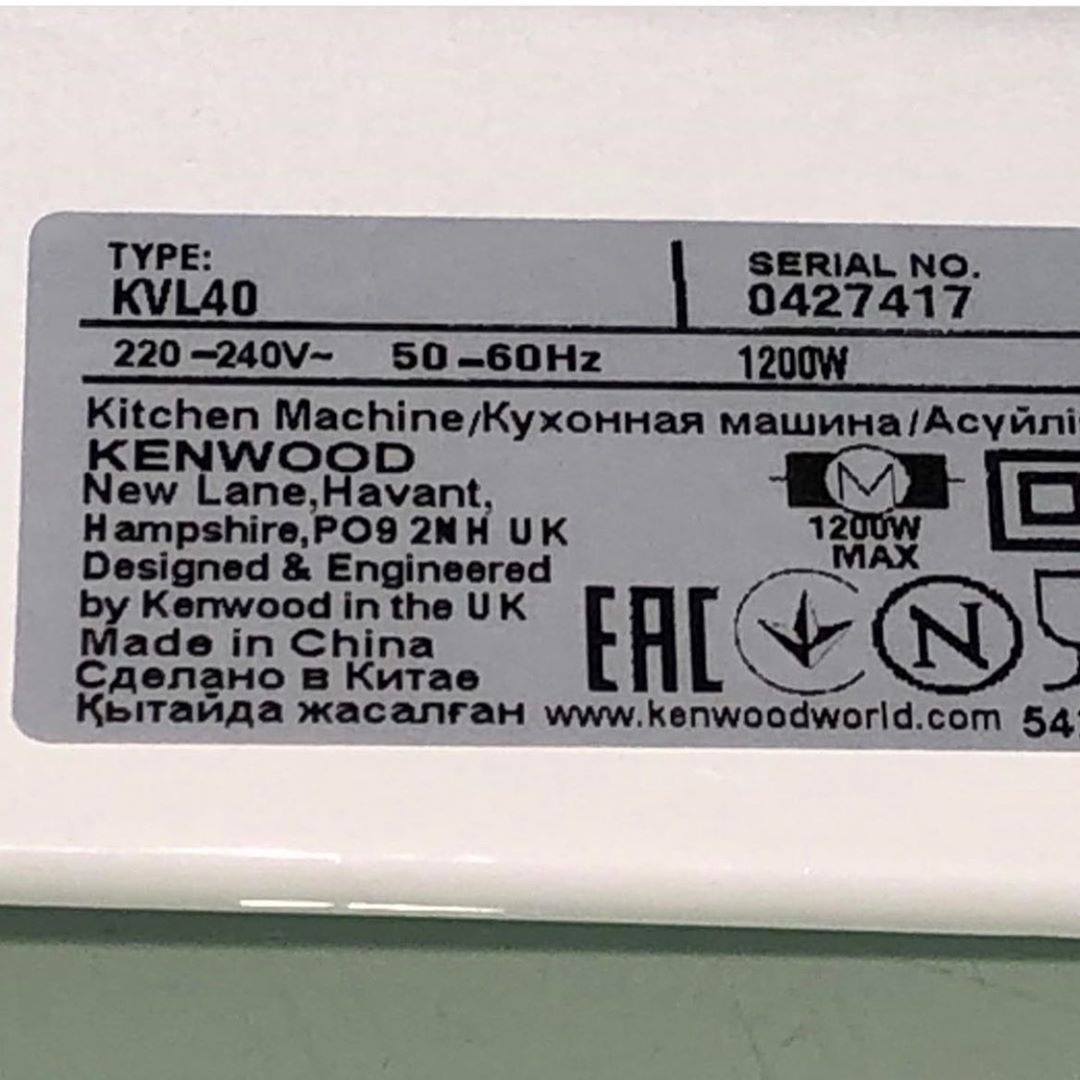 TYPE:
KVL40
SERIAL NO.
0427417
220-240V~ 50-60Hz 1200W
Kitchen Machine/Кухонная машина/
KENWOOD
New Lane,Havant,
Hampshire,PO9 2NH UK
Designed & Engineered
by Kenwood in the UK
Made in China
Сделано в Китае
Қытайда жасалған www.kenwoodworld.com
M
1200W
MAX
EAC
N